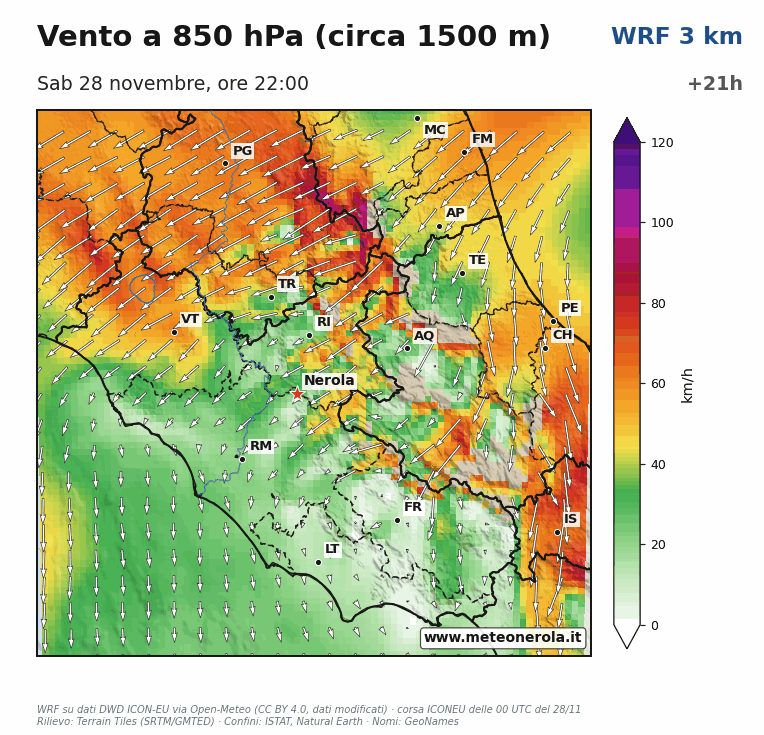 Vento a 850 hPa (circa 1500 m)
WRF 3 km
Sab 28 novembre, ore 22:00
+21h
MC
FM
PG
AP
TE
TR
PE
VT
RI
AQ
CH
Nerola
RM
FR
IS
LT
www.meteonerola.it
120
100
80
60
40
20
0
km/h
WRF su dati DWD ICON-EU via Open-Meteo (CC BY 4.0, dati modificati) · corsa ICONEU delle 00 UTC del 28/11
Rilievo: Terrain Tiles (SRTM/GMTED) · Confini: ISTAT, Natural Earth · Nomi: GeoNames